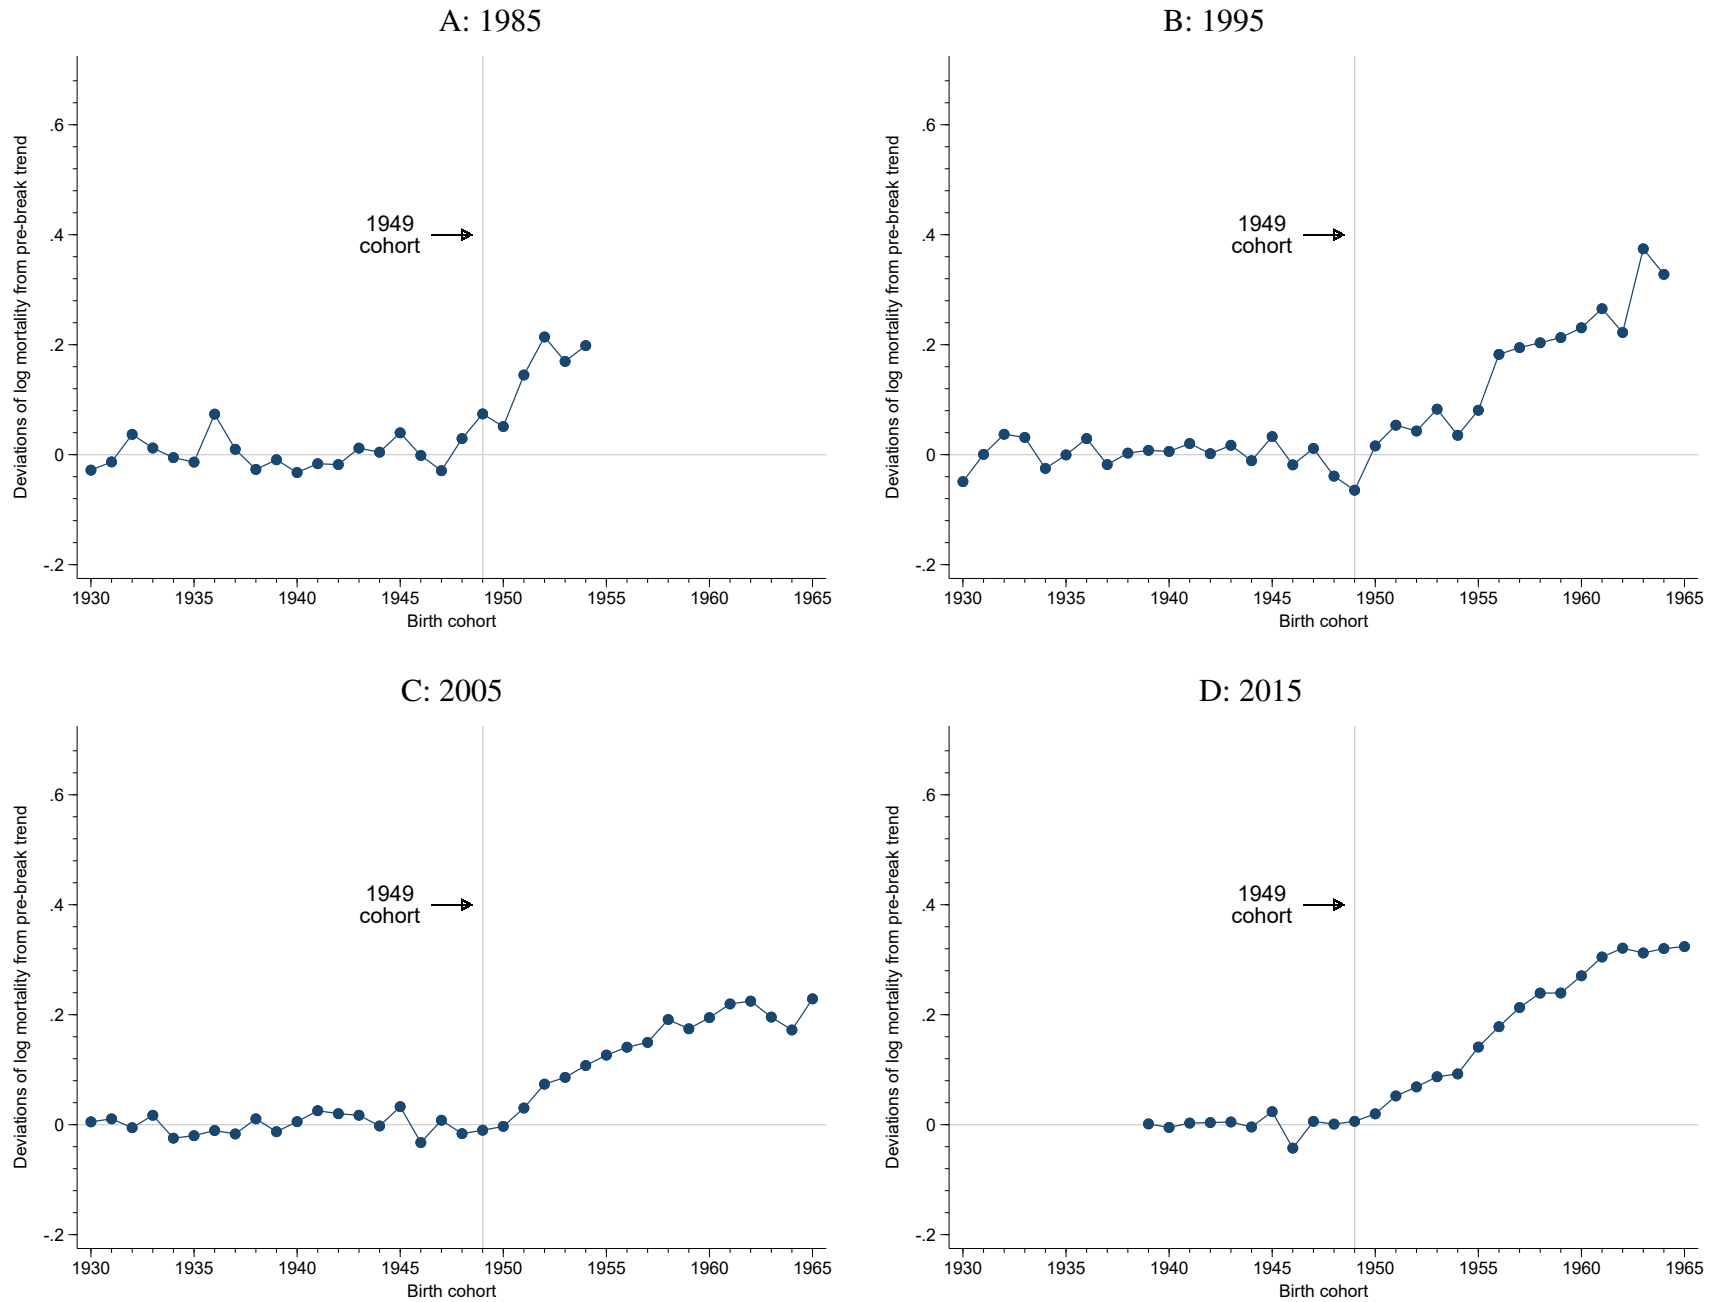 A: 1985
Deviations of log mortality from pre-break trend
.6
.4
.2
0
-.2
1949
cohort
1930 1935 1940 1945 1950 1955 1960 1965
Birth cohort
B: 1995
Deviations of log mortality from pre-break trend
.6
.4
.2
0
-.2
1949
cohort
1930 1935 1940 1945 1950 1955 1960 1965
Birth cohort
C: 2005
Deviations of log mortality from pre-break trend
.6
.4
.2
0
-.2
1949
cohort
1930 1935 1940 1945 1950 1955 1960 1965
Birth cohort
D: 2015
Deviations of log mortality from pre-break trend
.6
.4
.2
0
-.2
1949
cohort
1930 1935 1940 1945 1950 1955 1960 1965
Birth cohort